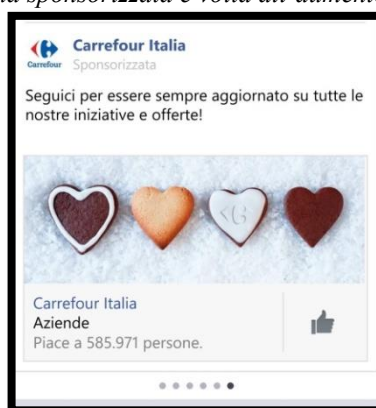 na sponsorizzata è volta all'aumento
Carrefour Italia
Carrefour
Sponsorizzata
Seguici per essere sempre aggiornato su tutte le
nostre iniziative e offerte!
Carrefour Italia
Aziende
Piace a 585.971 persone.